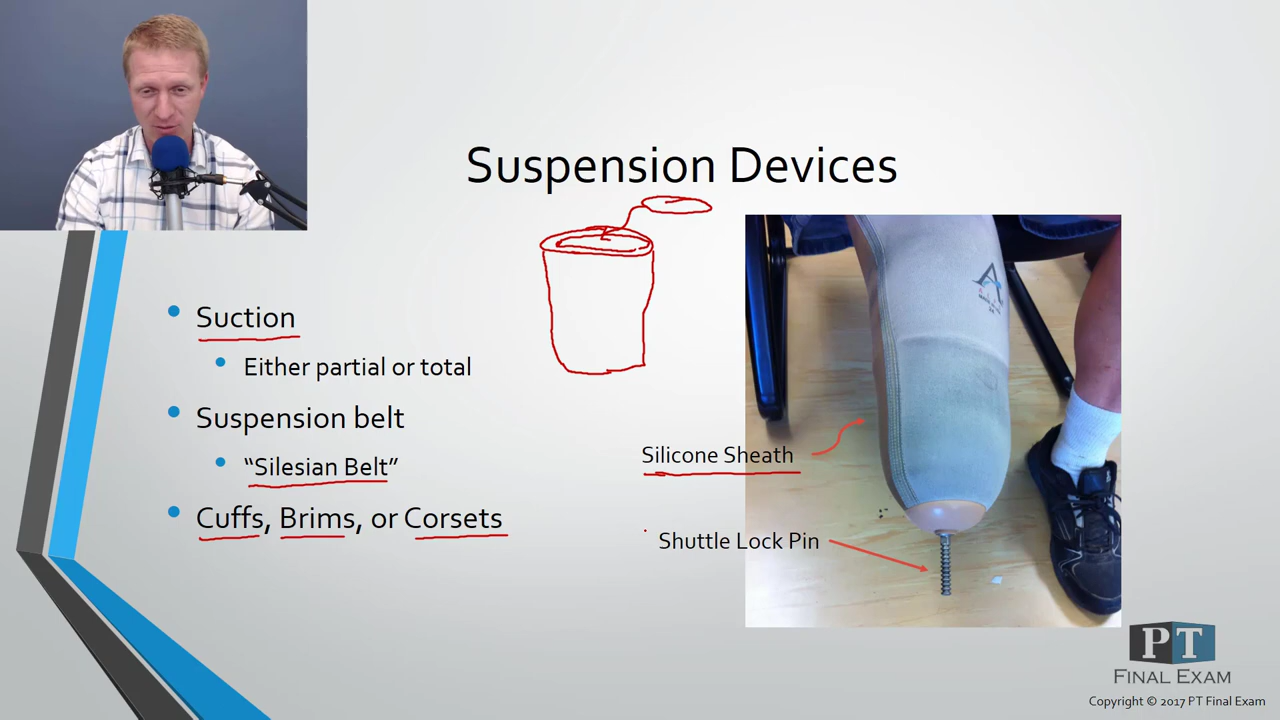 Suspension Devices
Suction
Either partial or total
Suspension belt
“Silesian Belt”
Cuffs, Brims, or Corsets
Silicone Sheath
Shuttle Lock Pin
PT
FINAL EXAM
Copyright © 2017 PT Final Exam